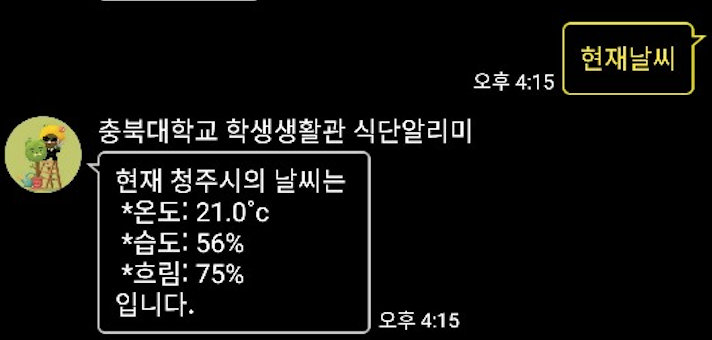 현재날씨
오후 4:15
충북대학교 학생생활관 식단알리미
현재 청주시의 날씨는
*온도: 21.0˚c
*습도: 56%
*흐림: 75%
입니다.
오후 4:15